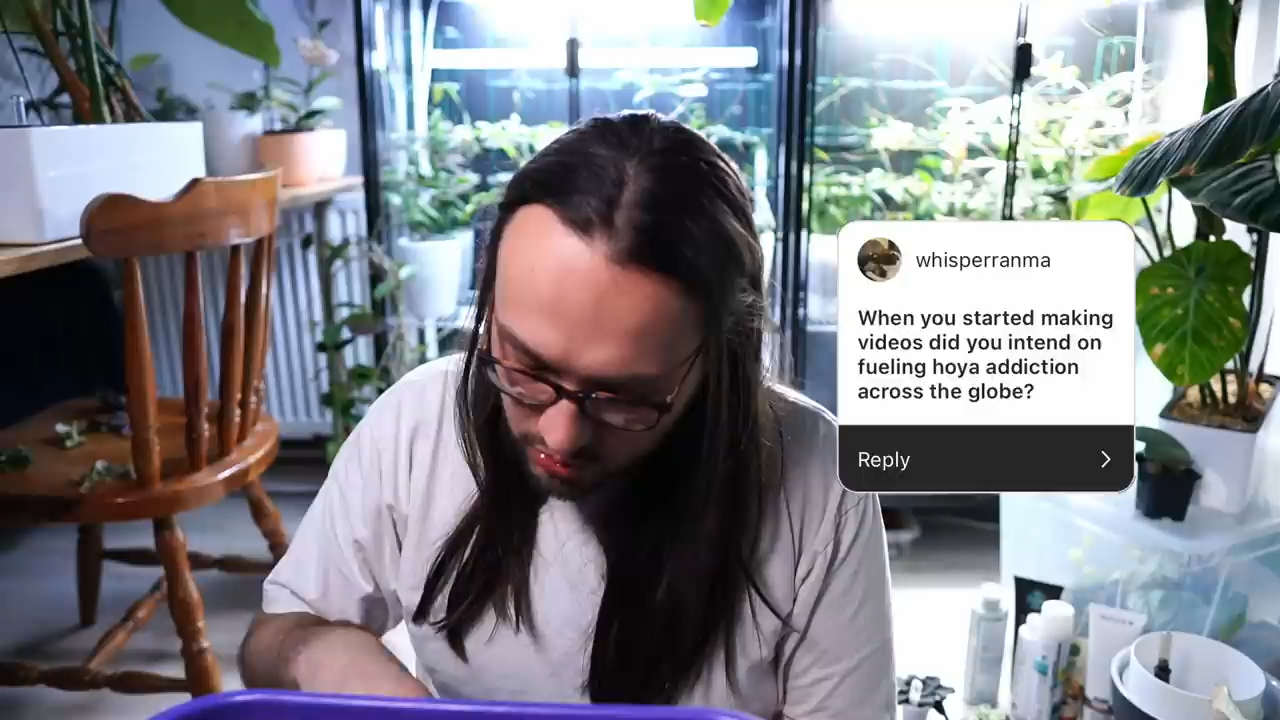 whisperranma
When you started making
videos did you intend on
fueling hoya addiction
across the globe?
Reply